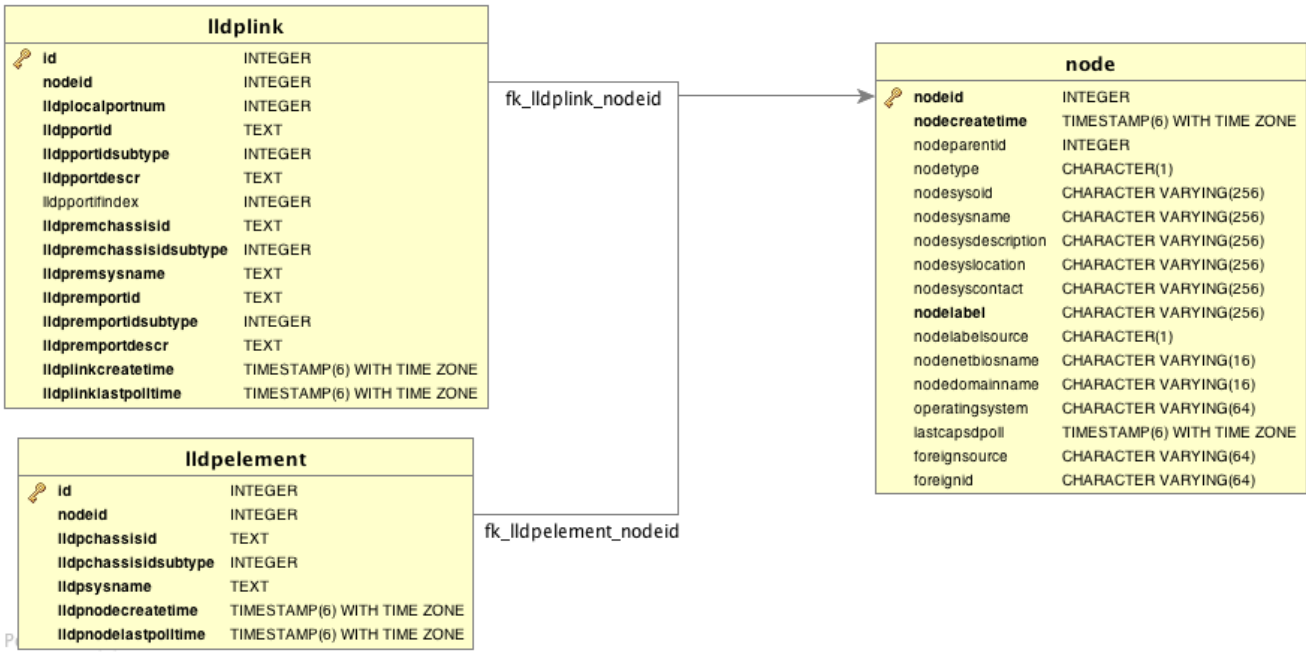 lldplink
id INTEGER
nodeid INTEGER
lldplocalportnum INTEGER
lldpportid TEXT
lldpportidsubtype INTEGER
lldpportdescr TEXT
lldpportifindex INTEGER
lldpremchassisid TEXT
lldpremchassisidsubtype INTEGER
lldpremsysname TEXT
lldpremportid TEXT
lldpremportidsubtype INTEGER
lldpremportdescr TEXT
lldplinkcreatetime TIMESTAMP(6) WITH TIME ZONE
lldplinklastpolltime TIMESTAMP(6) WITH TIME ZONE
fk_lldplink_nodeid
node
nodeid INTEGER
nodecreatetime TIMESTAMP(6) WITH TIME ZONE
nodeparentid INTEGER
nodetype CHARACTER(1)
nodesysoid CHARACTER VARYING(256)
nodesysname CHARACTER VARYING(256)
nodesysdescription CHARACTER VARYING(256)
nodesyslocation CHARACTER VARYING(256)
nodesyscontact CHARACTER VARYING(256)
nodelabel CHARACTER VARYING(256)
nodelabelsource CHARACTER(1)
nodenetbiosname CHARACTER VARYING(16)
nodedomainname CHARACTER VARYING(16)
operatingsystem CHARACTER VARYING(64)
lastcapsdpoll TIMESTAMP(6) WITH TIME ZONE
foreignsource CHARACTER VARYING(64)
foreignid CHARACTER VARYING(64)
lldpelement
id INTEGER
nodeid INTEGER
lldpchassisid TEXT
lldpchassisidsubtype INTEGER
lldpsysname TEXT
lldpnodecreatetime TIMESTAMP(6) WITH TIME ZONE
lldpnodelastpolltime TIMESTAMP(6) WITH TIME ZONE
fk_lldpelement_nodeid